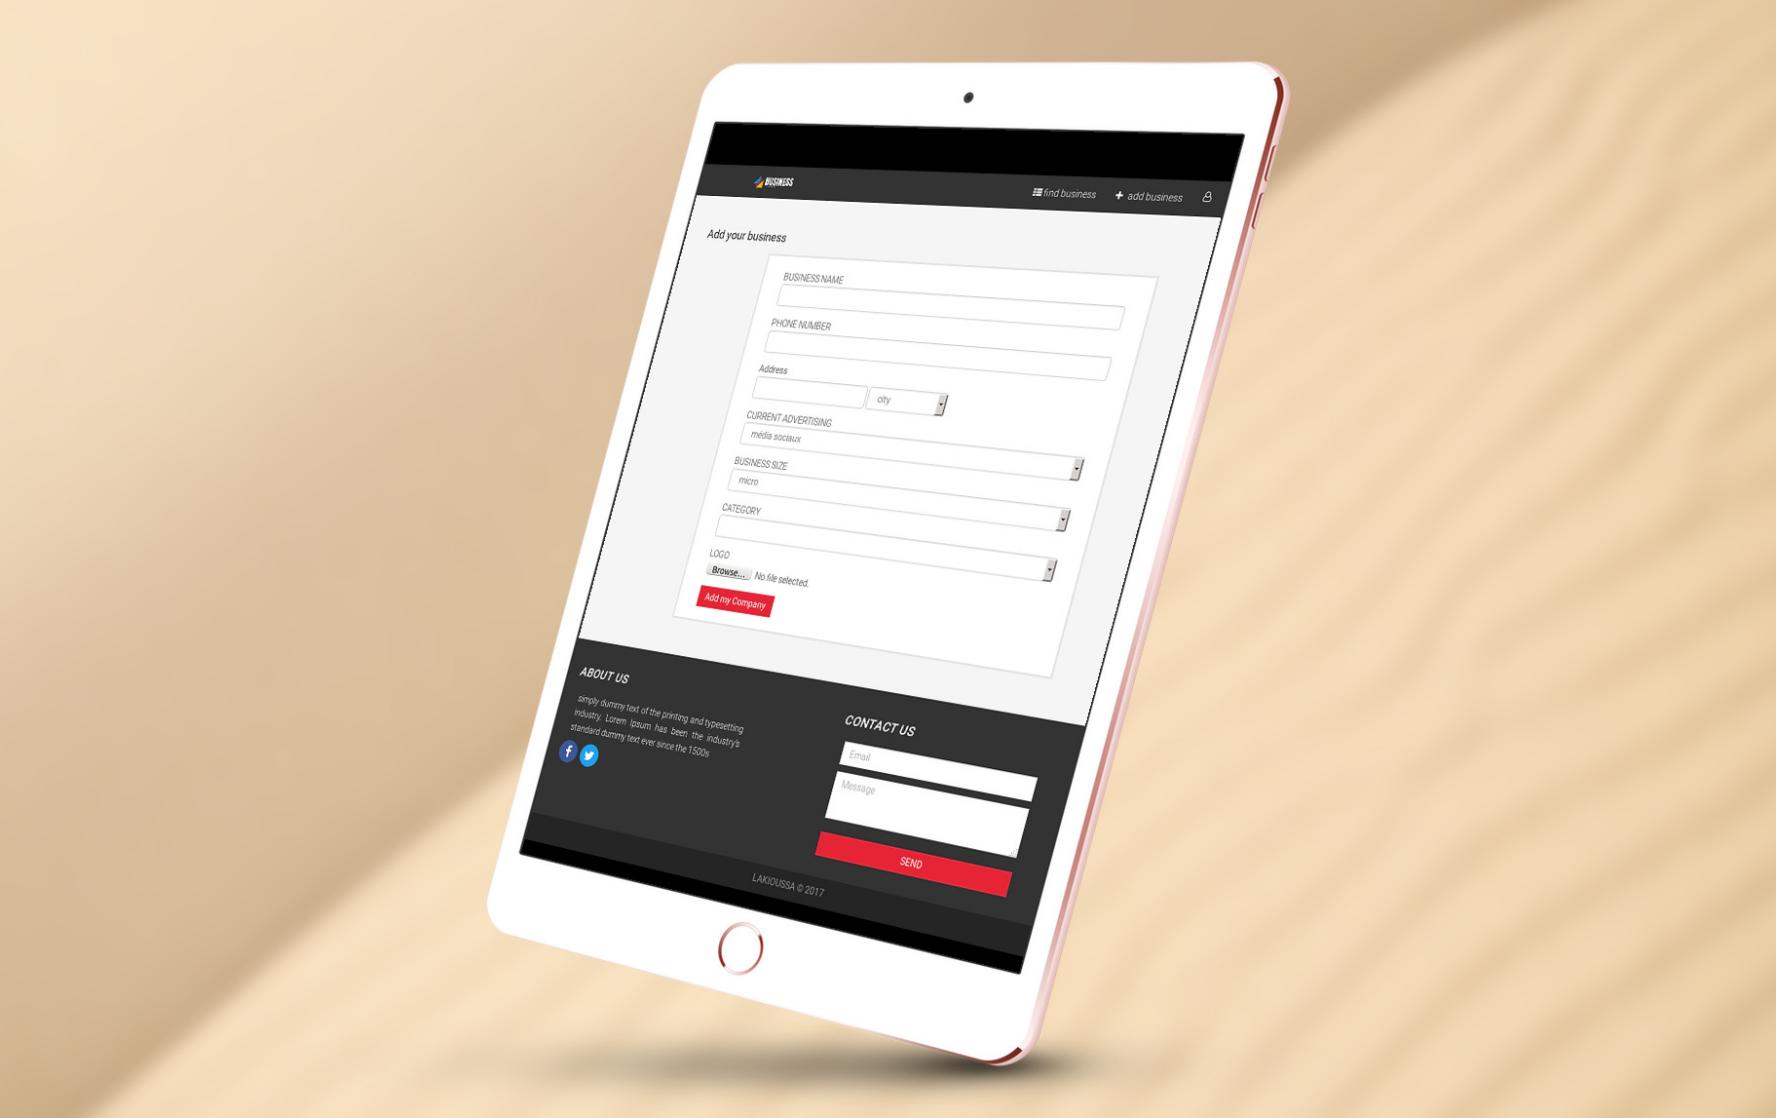 BUSINESS
find business
add business
Add your business
BUSINESS NAME
PHONE NUMBER
Address
city
CURRENT ADVERTISING
média sociaux
BUSINESS SIZE
micro
CATEGORY
LOGO
Browse... No file selected.
Add my Company
ABOUT US
simply dummy text of the printing and typesetting
industry. Lorem Ipsum has been the industry's
standard dummy text ever since the 1500s
CONTACT US
Email
Message
SEND
LAKIOUSSA © 2017